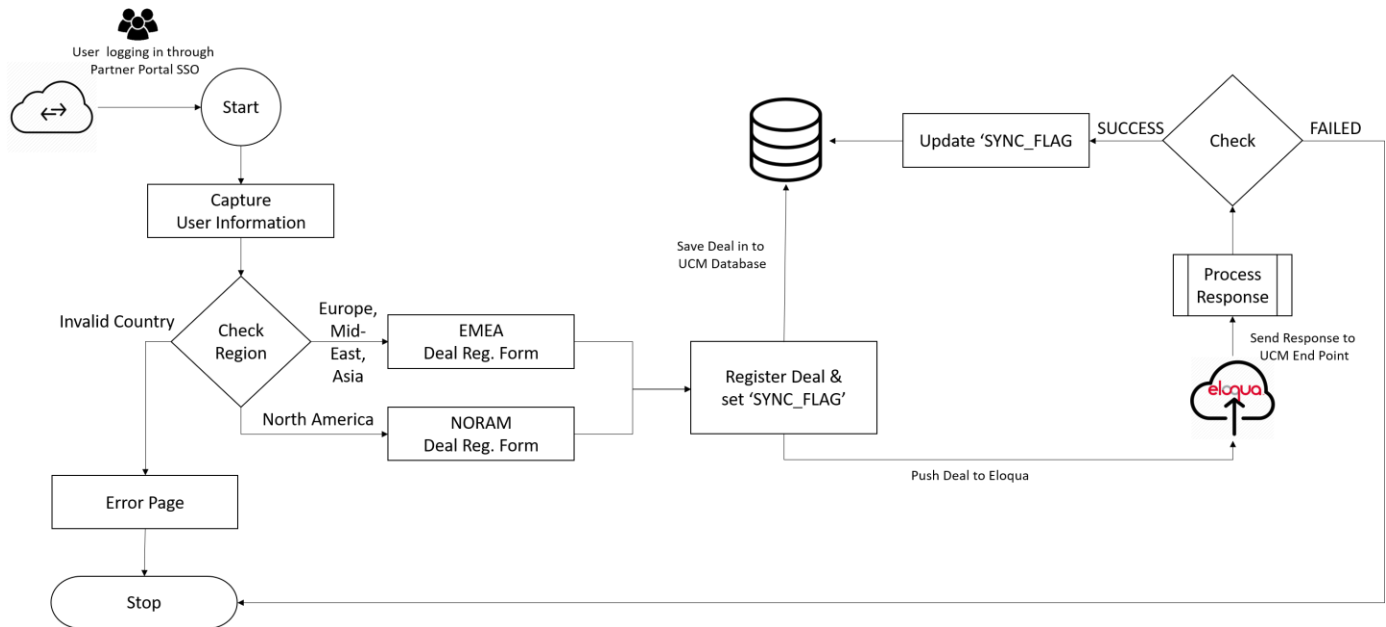 User  logging in through
Partner Portal SSO
Start
Capture
User Information
Invalid Country
Check
Region
Europe,
Mid-
East,
Asia
EMEA
Deal Reg. Form
North America
NORAM
Deal Reg. Form
Error Page
Stop
Register Deal &
set ‘SYNC_FLAG’
Save Deal in to
UCM Database
Push Deal to Eloqua
eloqua
Send Response to
UCM End Point
Process
Response
Check
SUCCESS
FAILED
Update ‘SYNC_FLAG